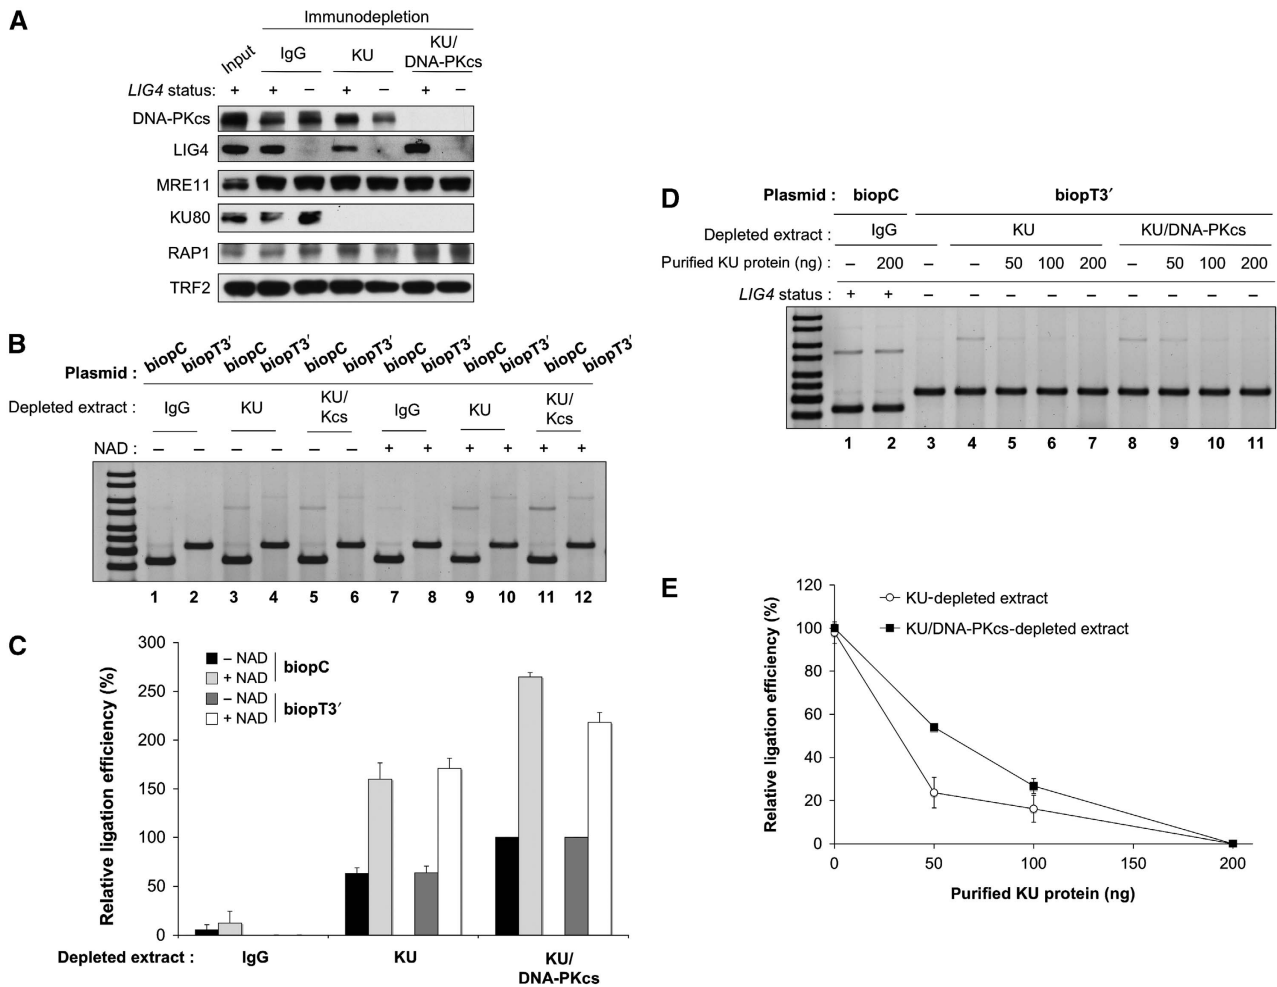 A
Immunodepletion
Input IgG KU KU/
DNA-PKcs
LIG4 status: + + – + – + –
DNA-PKcs
LIG4
MRE11
KU80
RAP1
TRF2
B
Plasmid : biopC biopT3′ biopC biopT3′ biopC biopT3′ biopC biopT3′ biopC biopT3′ biopC biopT3′
Depleted extract : IgG KU KU/
Kcs IgG KU KU/
Kcs
NAD : – – – – – – + + + + + +
1 2 3 4 5 6 7 8 9 10 11 12
C
Relative ligation efficiency (%)
300
250
200
150
100
50
0
– NAD
+ NAD
biopC
– NAD
+ NAD
biopT3′
Depleted extract : IgG KU KU/
DNA-PKcs
D
Plasmid : biopC biopT3′
Depleted extract : IgG KU KU/DNA-PKcs
Purified KU protein (ng) : – 200 – – 50 100 200 – 50 100 200
LIG4 status : + + – – – – – – – – –
1 2 3 4 5 6 7 8 9 10 11
E
Relative ligation efficiency (%)
120
100
80
60
40
20
0
KU-depleted extract
KU/DNA-PKcs-depleted extract
0 50 100 150 200
Purified KU protein (ng)